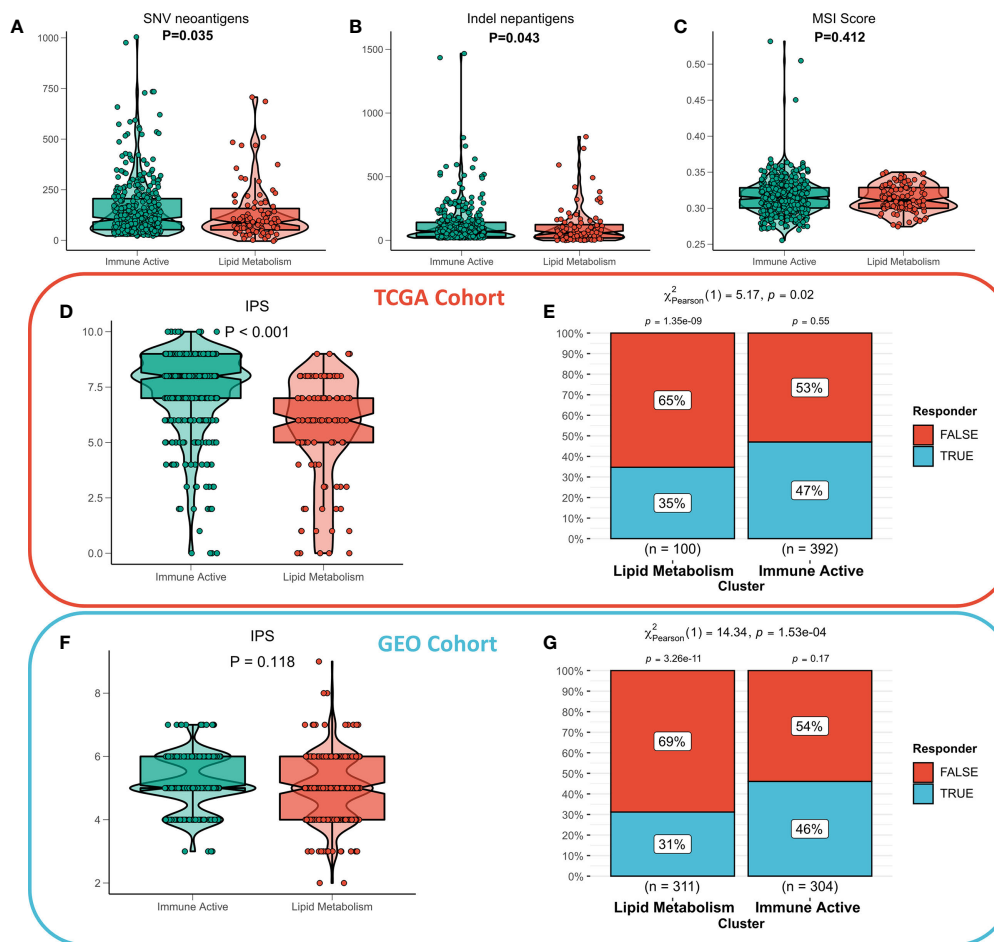 A
SNV neoantigens
P=0.035
1000
750
500
250
0
Immune Active
Lipid Metabolism
B
Indel nepantigens
P=0.043
1500
1000
500
0
Immune Active
Lipid Metabolism
C
MSI Score
P=0.412
0.50
0.45
0.40
0.35
0.30
0.25
Immune Active
Lipid Metabolism
TCGA Cohort
D
IPS
P < 0.001
10.0
7.5
5.0
2.5
0.0
Immune Active
Lipid Metabolism
E
χ²Pearson(1) = 5.17, p = 0.02
p = 1.35e-09
p = 0.55
100%
90%
80%
70%
60%
50%
40%
30%
20%
10%
0%
65%
53%
35%
47%
(n = 100)
(n = 392)
Lipid Metabolism
Immune Active
Cluster
Responder
FALSE
TRUE
GEO Cohort
F
IPS
P = 0.118
8
6
4
2
Immune Active
Lipid Metabolism
G
χ²Pearson(1) = 14.34, p = 1.53e-04
p = 3.26e-11
p = 0.17
100%
90%
80%
70%
60%
50%
40%
30%
20%
10%
0%
69%
54%
31%
46%
(n = 311)
(n = 304)
Lipid Metabolism
Immune Active
Cluster
Responder
FALSE
TRUE